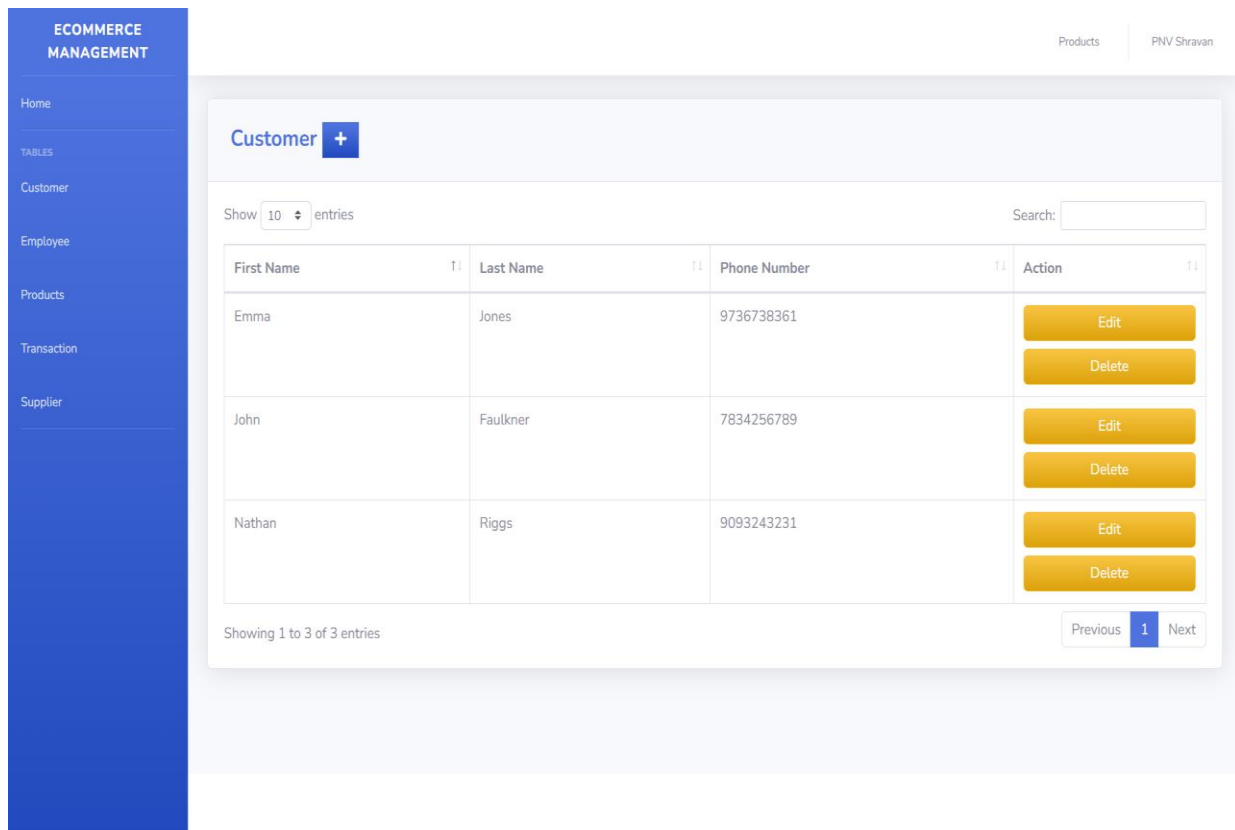 ECOMMERCE
MANAGEMENT
Products PNV Shravan
Home
TABLES
Customer
Employee
Products
Transaction
Supplier
Customer +
Show 10 entries Search:
First Name Last Name Phone Number Action
Emma Jones 9736738361 Edit
Delete
John Faulkner 7834256789 Edit
Delete
Nathan Riggs 9093243231 Edit
Delete
Showing 1 to 3 of 3 entries Previous 1 Next